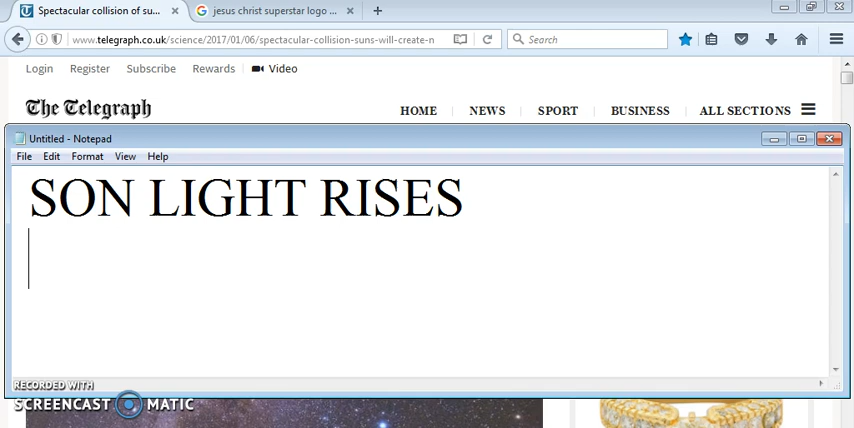 Spectacular collision of su...
jesus christ superstar logo ...
www.telegraph.co.uk/science/2017/01/06/spectacular-collision-suns-will-create-n
Search
Login Register Subscribe Rewards Video
The Telegraph
HOME NEWS SPORT BUSINESS ALL SECTIONS
Untitled - Notepad
File Edit Format View Help
SON LIGHT RISES
RECORDED WITH
SCREENCAST MATIC